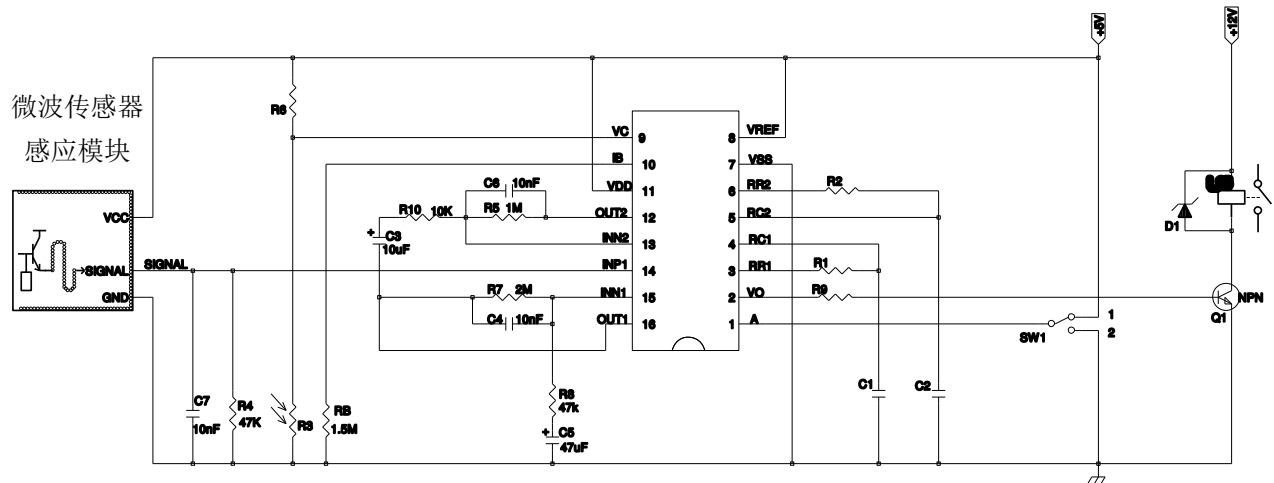 +5V
+12V
微波传感器
感应模块
VCC
SIGNAL
GND
SIGNAL
R6
VC
IB
VDD
OUT2
INN2
INP1
INN1
OUT1
9
10
11
12
13
14
15
16
8
7
6
5
4
3
2
1
VREF
VSS
RR2
RC2
RC1
RR1
VO
A
C6 10nF
R10 10K
R5 1M
C3
10uF
+
R7 2M
C4 10nF
R2
R1
R9
D1
NPN
Q1
SW1
1
2
C7
10nF
R4
47K
R3
RB
1.5M
R8
47k
+
C5
47uF
C1
C2